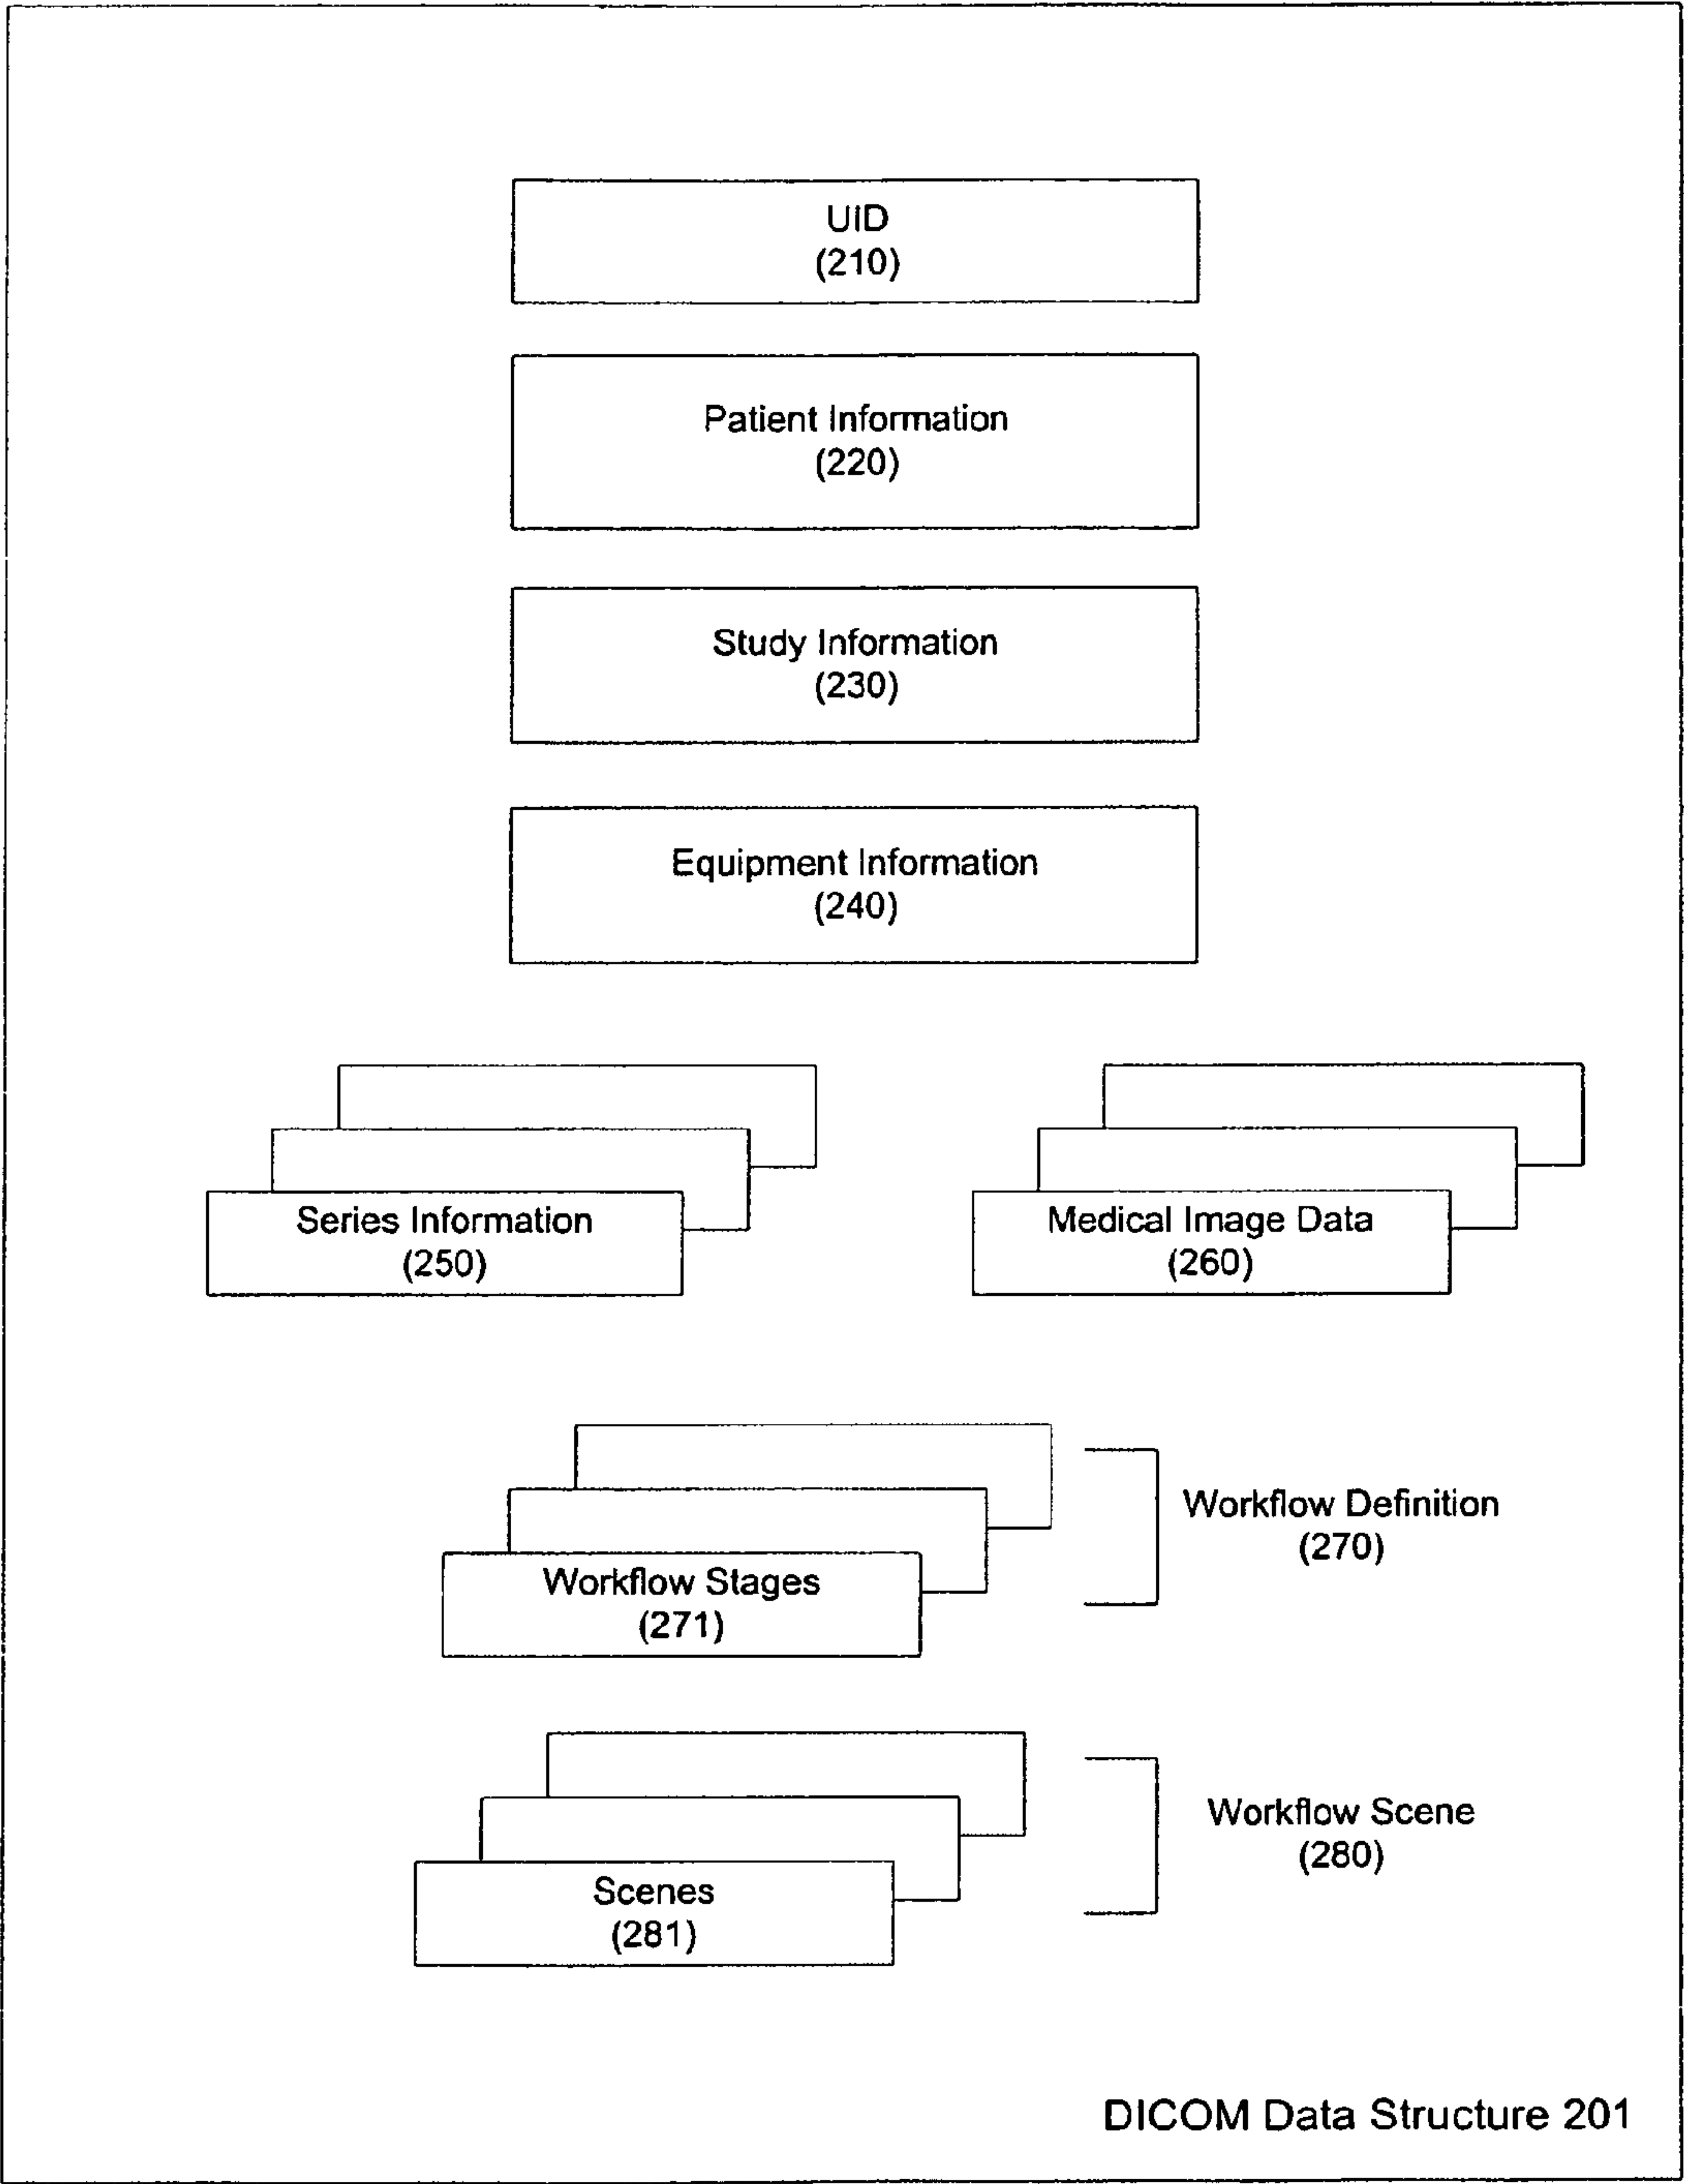 UID
(210)
Patient Information
(220)
Study Information
(230)
Equipment Information
(240)
Series Information
(250)
Medical Image Data
(260)
Workflow Definition
(270)
Workflow Stages
(271)
Workflow Scene
(280)
Scenes
(281)
DICOM Data Structure 201